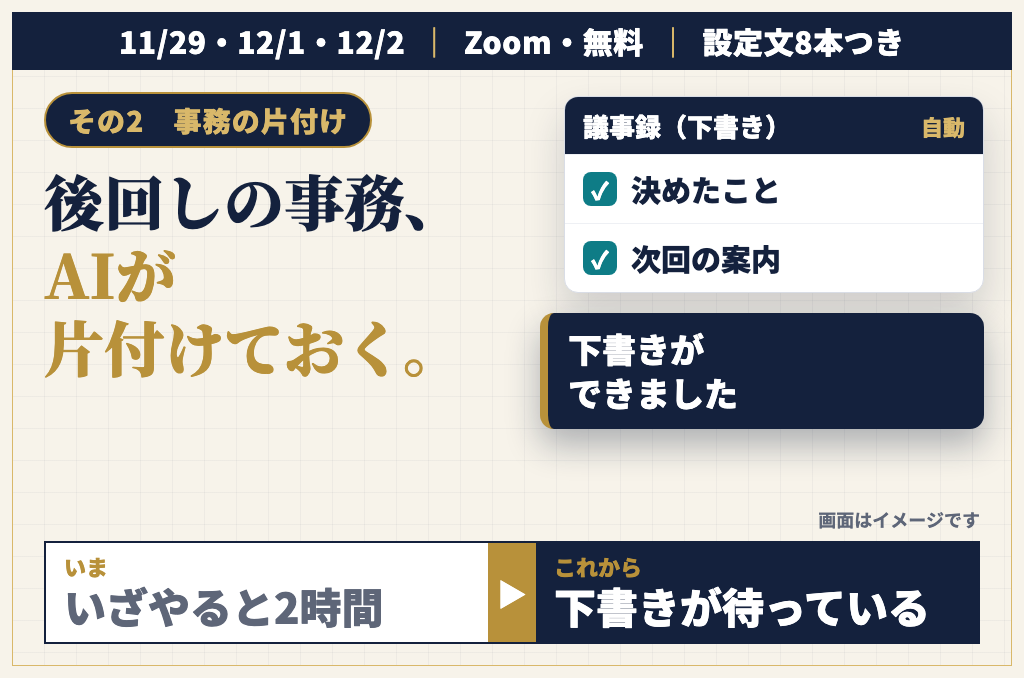 11/29・12/1・12/2｜Zoom・無料｜設定文8本つき
その2　事務の片付け
後回しの事務、
AIが
片付けておく。
議事録（下書き）　自動
決めたこと
次回の案内
下書きが
できました
画面はイメージです
いま
いざやると2時間
これから
下書きが待っている